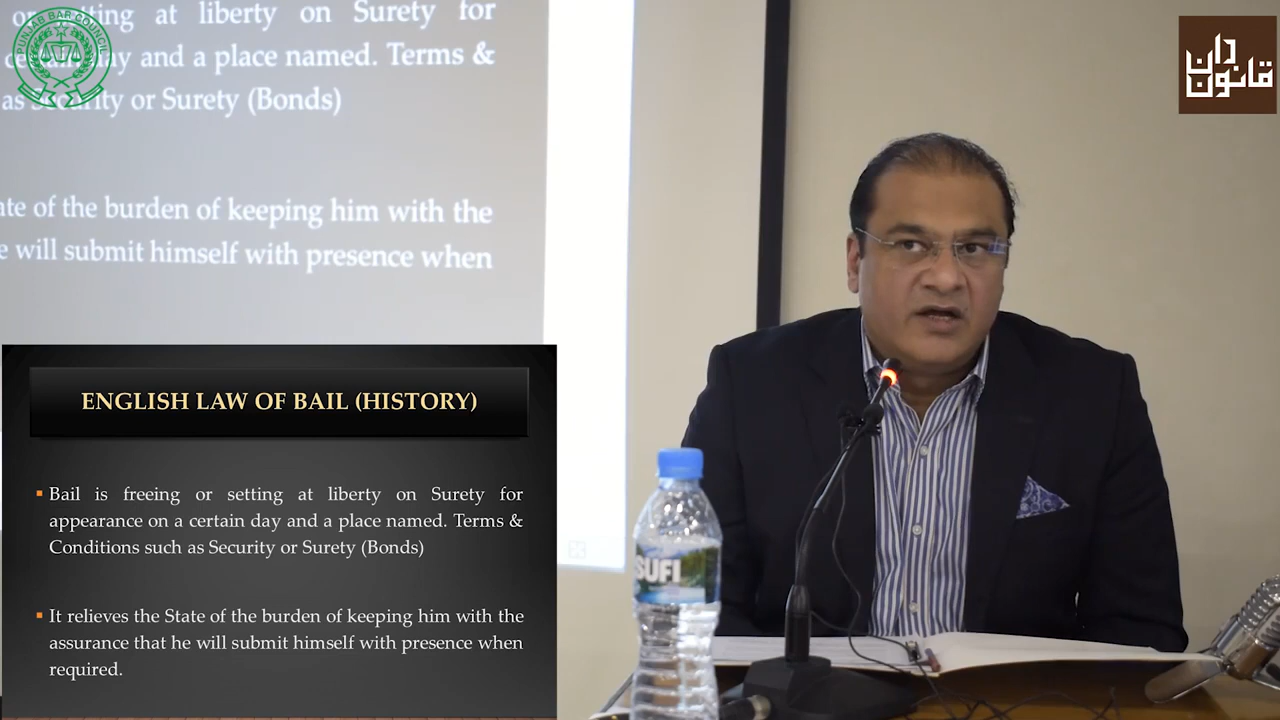 PUNJAB BAR COUNCIL
or setting at liberty on Surety for
certain day and a place named. Terms &
as Security or Surety (Bonds)
of the burden of keeping him with the
will submit himself with presence when
قانون دان
ENGLISH LAW OF BAIL (HISTORY)
▪ Bail is freeing or setting at liberty on Surety for
appearance on a certain day and a place named. Terms &
Conditions such as Security or Surety (Bonds)
▪ It relieves the State of the burden of keeping him with the
assurance that he will submit himself with presence when
required.
SUFI